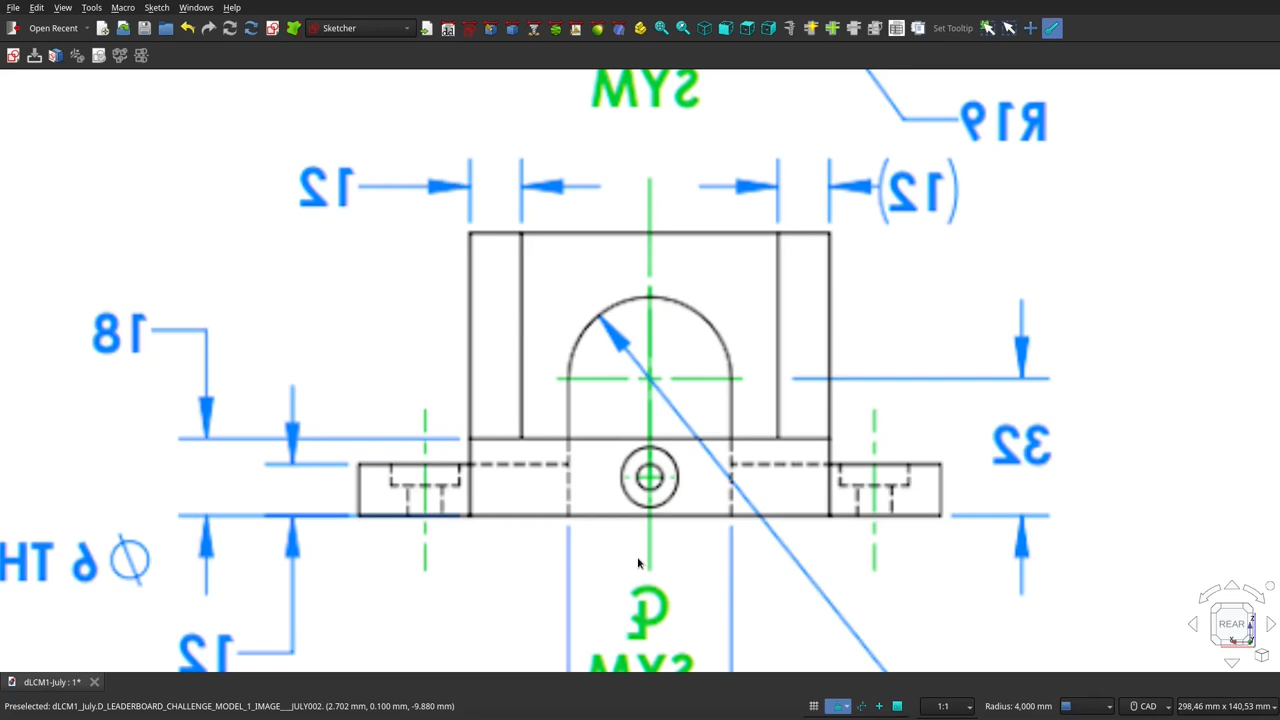 File Edit View Tools Macro Sketch Windows Help
Open Recent Sketcher Set Tooltip
SYM
R19
12 (12)
18
32
6 TH
12
SYM
REAR
Z
dLCM1-July : 1*
Preselected: dLCM1_July.D_LEADERBOARD_CHALLENGE_MODEL_1_IMAGE___JULY002. (2.702 mm, 0.100 mm, -9.880 mm) 1:1 Radius: 4,000 mm CAD 298,46 mm x 140,53 mm